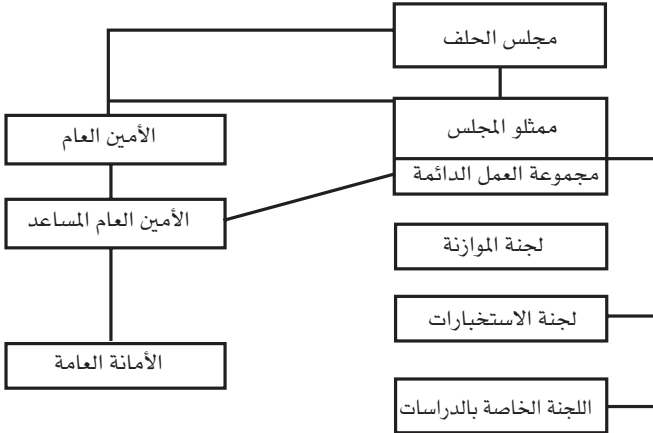 مجلس الحلف
ممثلو المجلس
مجموعة العمل الدائمة
لجنة الموازنة
لجنة الاستخبارات
اللجنة الخاصة بالدراسات
الأمين العام
الأمين العام المساعد
الأمانة العامة